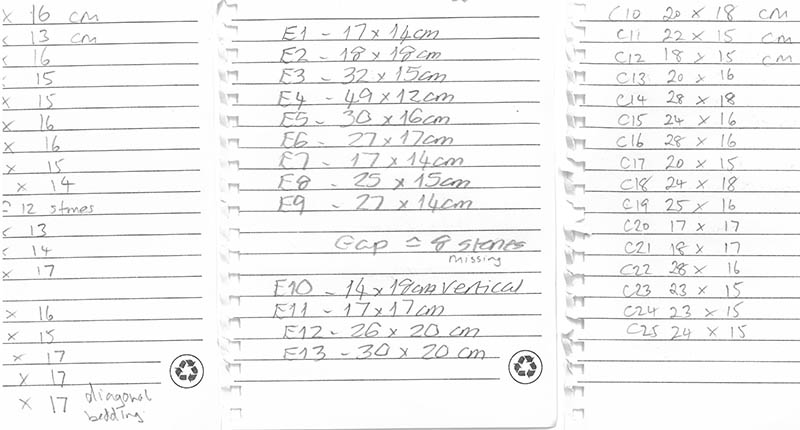 x 16 cm
x 13 cm
x 16
x 15
x 15
x 16
x 16
x 15
x 14
= 12 stones
x 13
x 14
x 17
x 16
x 15
x 17
x 17
x 17 diagonal
bedding.
E1 - 17 x 14cm
E2 - 18 x 18cm
E3 - 32 x 15cm
E4 - 49 x 12cm
E5 - 30 x 16cm
E6 - 27 x 17cm
E7 - 17 x 14cm
E8 - 25 x 15cm
E9 - 27 x 14cm
Gap = 8 stones
missing
E10 - 14 x 19cm vertical
E11 - 17 x 17cm
E12 - 26 x 20 cm
E13 - 30 x 20 cm
C10 20 x 18 cm
C11 22 x 15 cm
C12 18 x 15 cm
C13 20 x 16
C14 28 x 18
C15 24 x 16
C16 28 x 16
C17 20 x 15
C18 24 x 18
C19 25 x 16
C20 17 x 17
C21 18 x 17
C22 28 x 16
C23 23 x 15
C24 23 x 15
C25 24 x 15